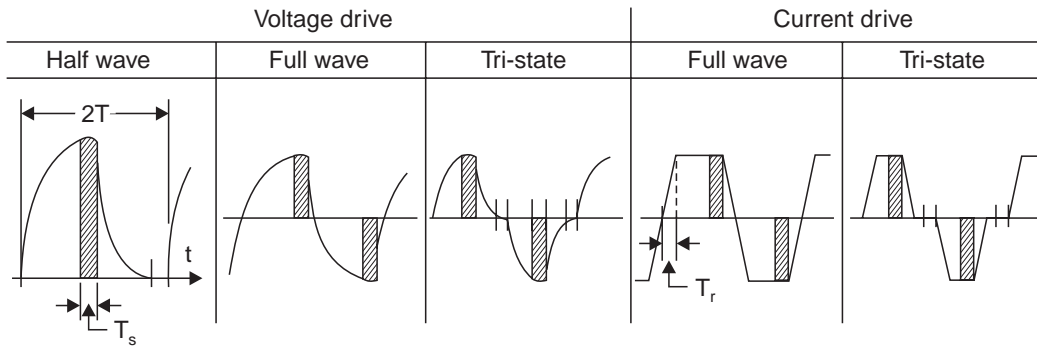 Voltage drive Current drive
Half wave Full wave Tri-state Full wave Tri-state
2T
t
T_r
T_s